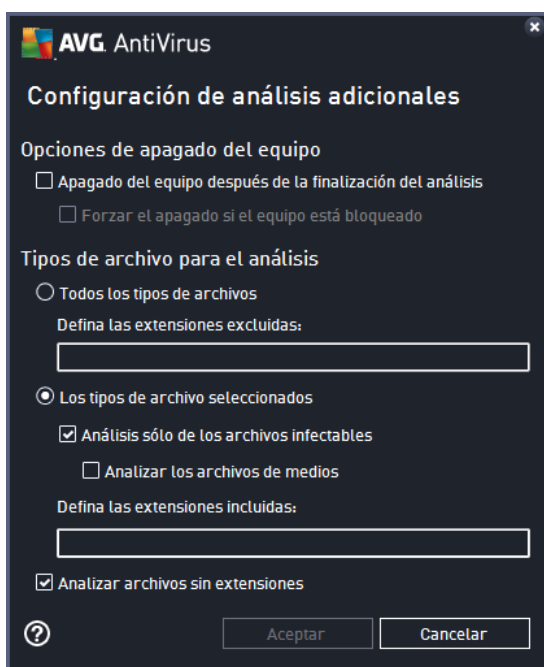 AVG. AntiVirus
Configuración de análisis adicionales
Opciones de apagado del equipo
Apagado del equipo después de la finalización del análisis
Forzar el apagado si el equipo está bloqueado
Tipos de archivo para el análisis
Todos los tipos de archivos
Defina las extensiones excluidas:
Los tipos de archivo seleccionados
Análisis sólo de los archivos infectables
Analizar los archivos de medios
Defina las extensiones incluidas:
Analizar archivos sin extensiones
? Aceptar Cancelar